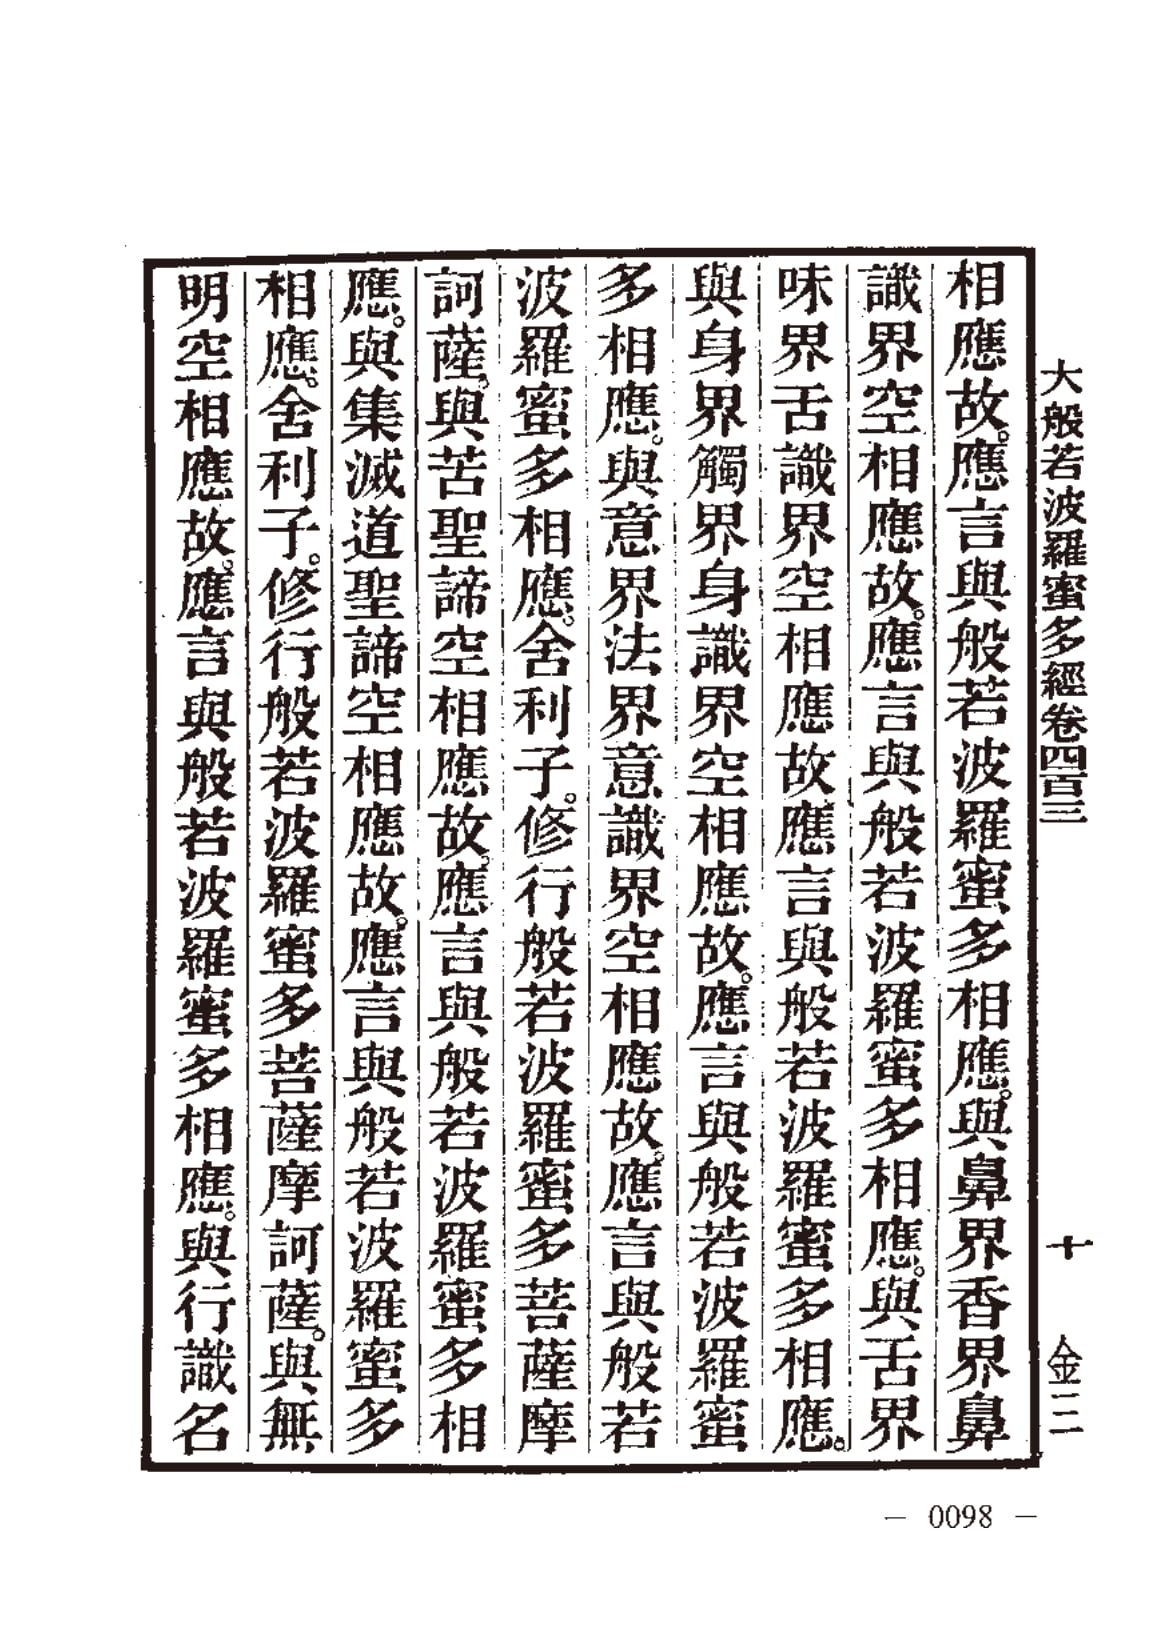 大般若波羅蜜多經卷四百三 十 金三
相應故。應言與般若波羅蜜多相應。與鼻界香界鼻
識界空相應故。應言與般若波羅蜜多相應。與舌界
味界舌識界空相應故應言與般若波羅蜜多相應。
與身界觸界身識界空相應故。應言與般若波羅蜜
多相應。與意界法界意識界空相應故。應言與般若
波羅蜜多相應。舍利子。修行般若波羅蜜多菩薩摩
訶薩。與苦聖諦空相應故。應言與般若波羅蜜多相
應。與集滅道聖諦空相應故。應言與般若波羅蜜多
相應。舍利子。修行般若波羅蜜多菩薩摩訶薩。與無
明空相應故。應言與般若波羅蜜多相應。與行識名
— 0098 —